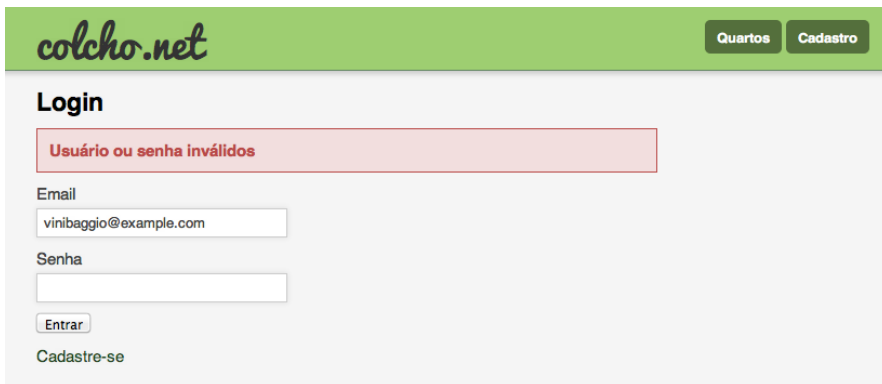 colcho.net
Quartos Cadastro
Login
Usuário ou senha inválidos
Email
vinibaggio@example.com
Senha
Entrar
Cadastre-se